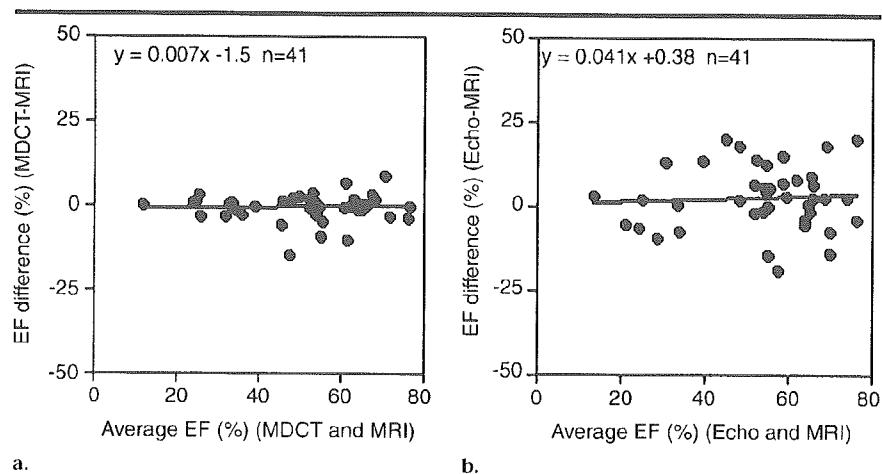 y = 0.007x -1.5 n=41
EF difference (%) (MDCT-MRI)
50
25
0
-25
-50
0 20 40 60 80
Average EF (%) (MDCT and MRI)
a.
y = 0.041x +0.38 n=41
EF difference (%) (Echo-MRI)
50
25
0
-25
-50
0 20 40 60 80
Average EF (%) (Echo and MRI)
b.